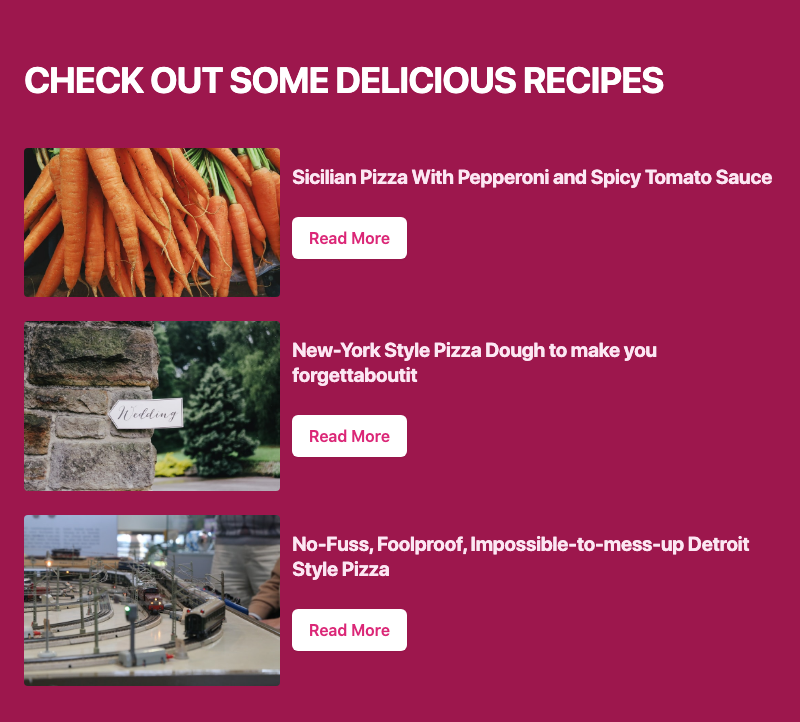 CHECK OUT SOME DELICIOUS RECIPES
Sicilian Pizza With Pepperoni and Spicy Tomato Sauce
Read More
New-York Style Pizza Dough to make you
forgettaboutit
Read More
Wedding
No-Fuss, Foolproof, Impossible-to-mess-up Detroit
Style Pizza
Read More